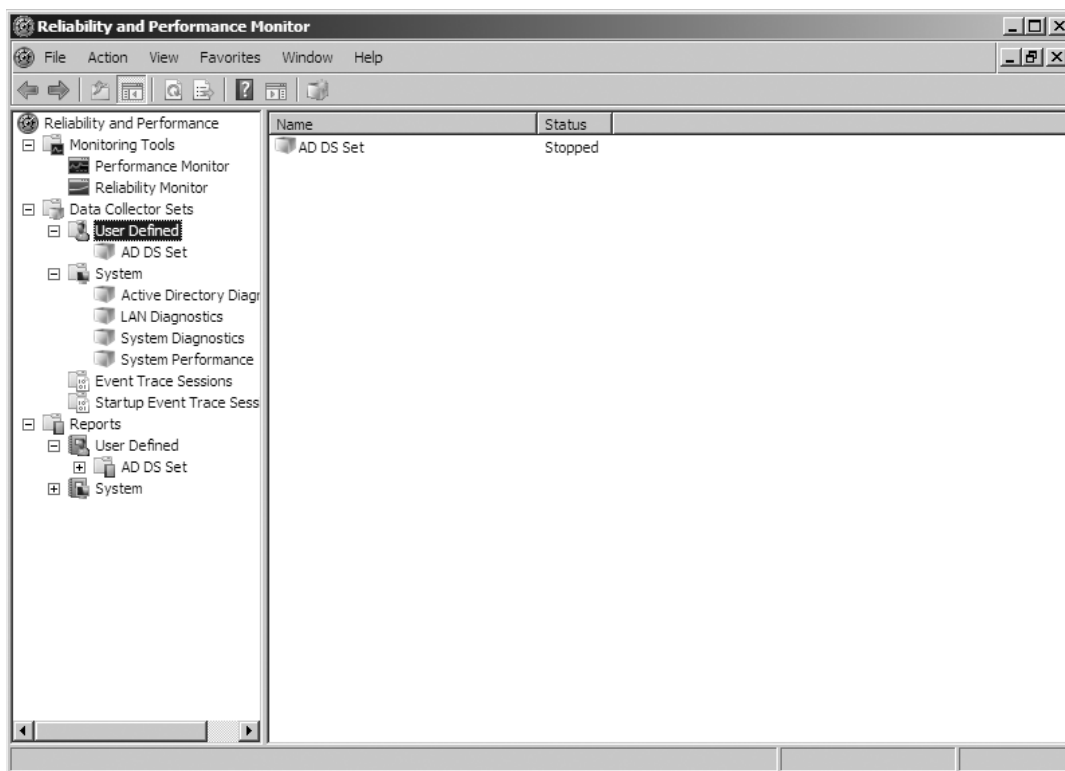 Reliability and Performance Monitor
File Action View Favorites Window Help
Reliability and Performance
Monitoring Tools
Performance Monitor
Reliability Monitor
Data Collector Sets
User Defined
AD DS Set
System
Active Directory Diagr
LAN Diagnostics
System Diagnostics
System Performance
Event Trace Sessions
Startup Event Trace Sess
Reports
User Defined
AD DS Set
System
Name Status
AD DS Set Stopped